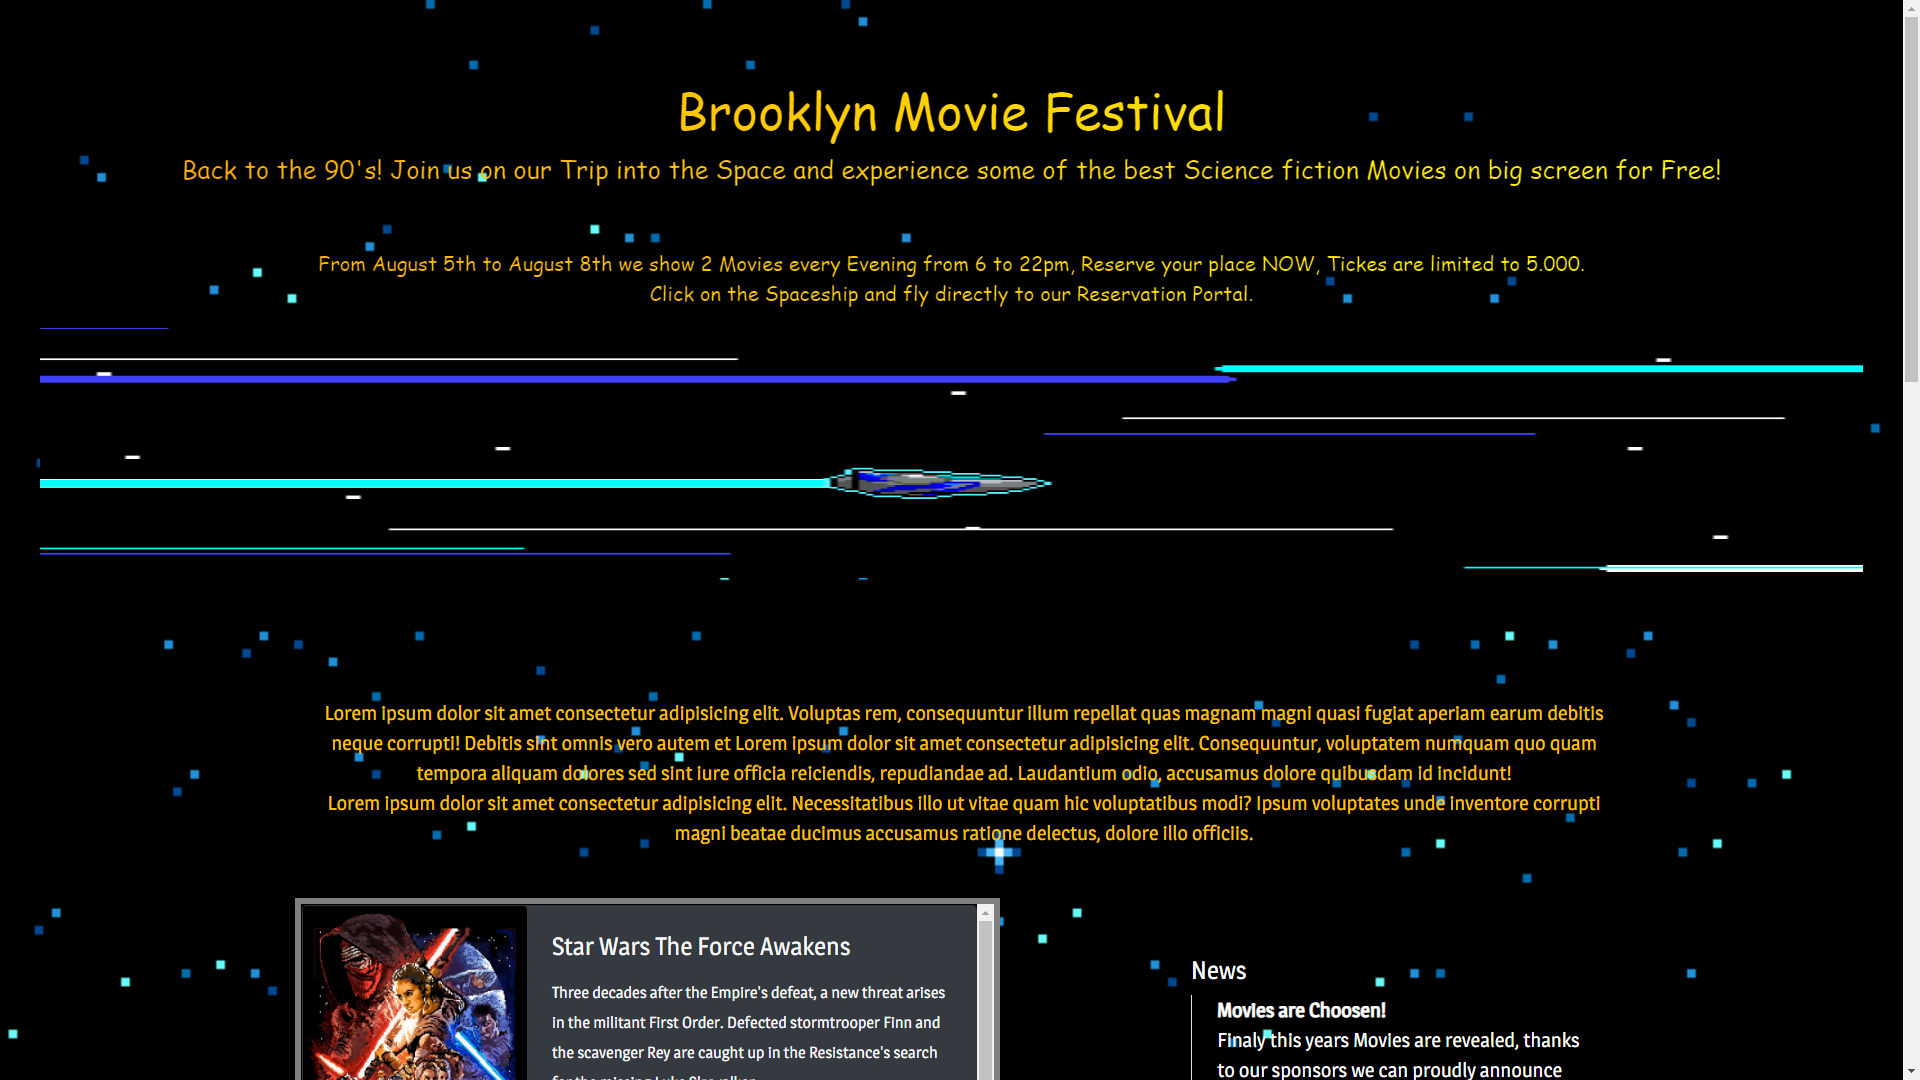 Brooklyn Movie Festival
Back to the 90's! Join us on our Trip into the Space and experience some of the best Science fiction Movies on big screen for Free!
From August 5th to August 8th we show 2 Movies every Evening from 6 to 22pm, Reserve your place NOW, Tickes are limited to 5.000.
Click on the Spaceship and fly directly to our Reservation Portal.
Lorem ipsum dolor sit amet consectetur adipisicing elit. Voluptas rem, consequuntur illum repellat quas magnam magni quasi fugiat aperiam earum debitis
neque corrupti! Debitis sint omnis vero autem et Lorem ipsum dolor sit amet consectetur adipisicing elit. Consequuntur, voluptatem numquam quo quam
tempora aliquam dolores sed sint iure officia reiciendis, repudiandae ad. Laudantium odio, accusamus dolore quibusdam id incidunt!
Lorem ipsum dolor sit amet consectetur adipisicing elit. Necessitatibus illo ut vitae quam hic voluptatibus modi? Ipsum voluptates unde inventore corrupti
magni beatae ducimus accusamus ratione delectus, dolore illo officiis.
Star Wars The Force Awakens
Three decades after the Empire's defeat, a new threat arises
in the militant First Order. Defected stormtrooper Finn and
the scavenger Rey are caught up in the Resistance's search
for the missing Luke Skywalker
News
Movies are Choosen!
Finaly this years Movies are revealed, thanks
to our sponsors we can proudly announce